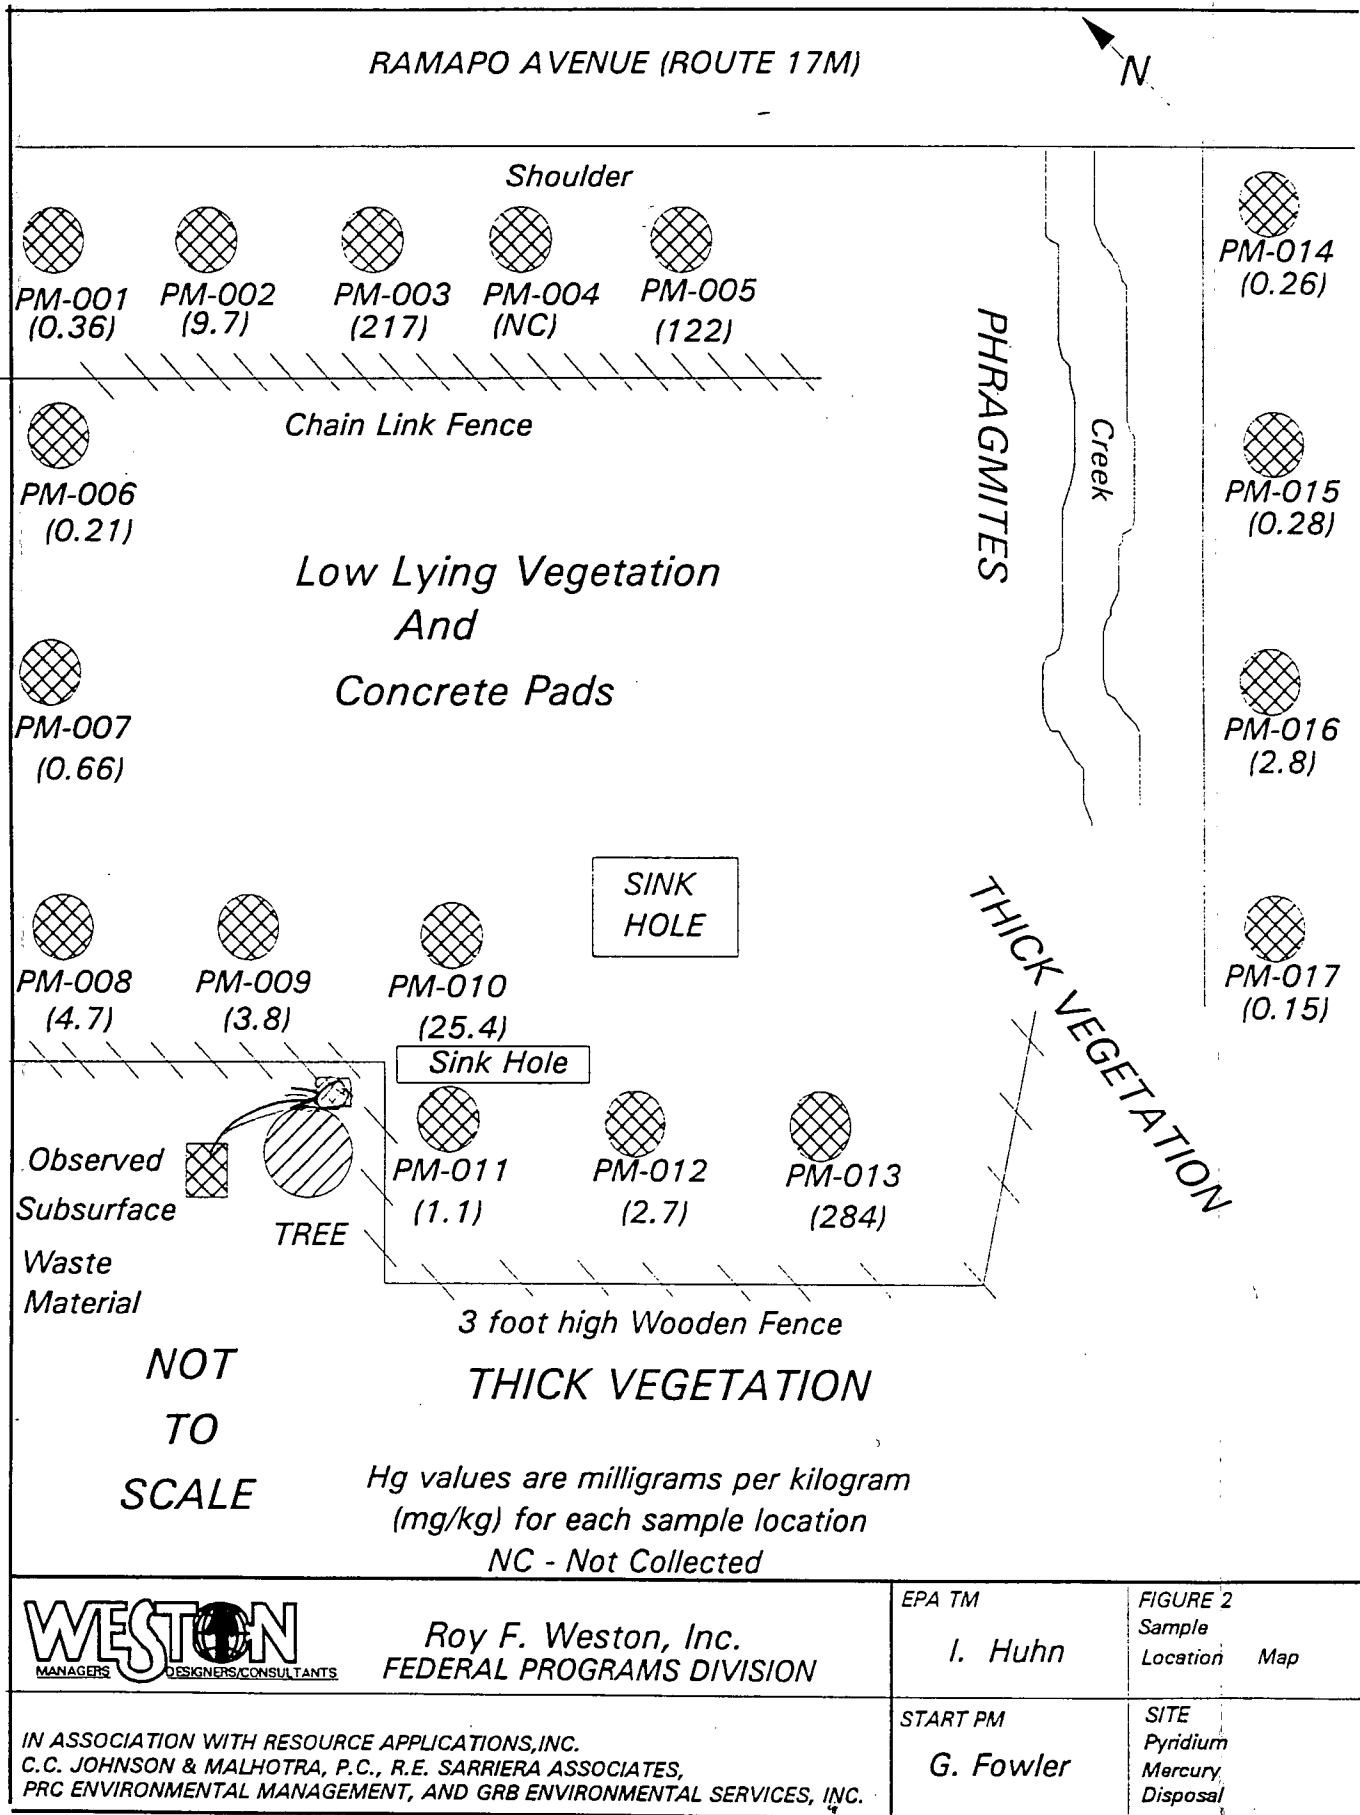 RAMAPO AVENUE (ROUTE 17M)
N
Shoulder
PM-001
(0.36)
PM-002
(9.7)
PM-003
(217)
PM-004
(NC)
PM-005
(122)
PM-014
(0.26)
Chain Link Fence
PHRAGMITES
Creek
PM-006
(0.21)
PM-015
(0.28)
Low Lying Vegetation
And
Concrete Pads
PM-007
(0.66)
PM-016
(2.8)
SINK
HOLE
THICK VEGETATION
PM-008
(4.7)
PM-009
(3.8)
PM-010
(25.4)
PM-017
(0.15)
Sink Hole
Observed
Subsurface
Waste
Material
TREE
PM-011
(1.1)
PM-012
(2.7)
PM-013
(284)
3 foot high Wooden Fence
THICK VEGETATION
NOT
TO
SCALE
Hg values are milligrams per kilogram
(mg/kg) for each sample location
NC - Not Collected
WESTON
MANAGERS DESIGNERS/CONSULTANTS
Roy F. Weston, Inc.
FEDERAL PROGRAMS DIVISION
EPA TM
I. Huhn
FIGURE 2
Sample
Location Map
IN ASSOCIATION WITH RESOURCE APPLICATIONS,INC.
C.C. JOHNSON & MALHOTRA, P.C., R.E. SARRIERA ASSOCIATES,
PRC ENVIRONMENTAL MANAGEMENT, AND GRB ENVIRONMENTAL SERVICES, INC.
START PM
G. Fowler
SITE
Pyridium
Mercury
Disposal